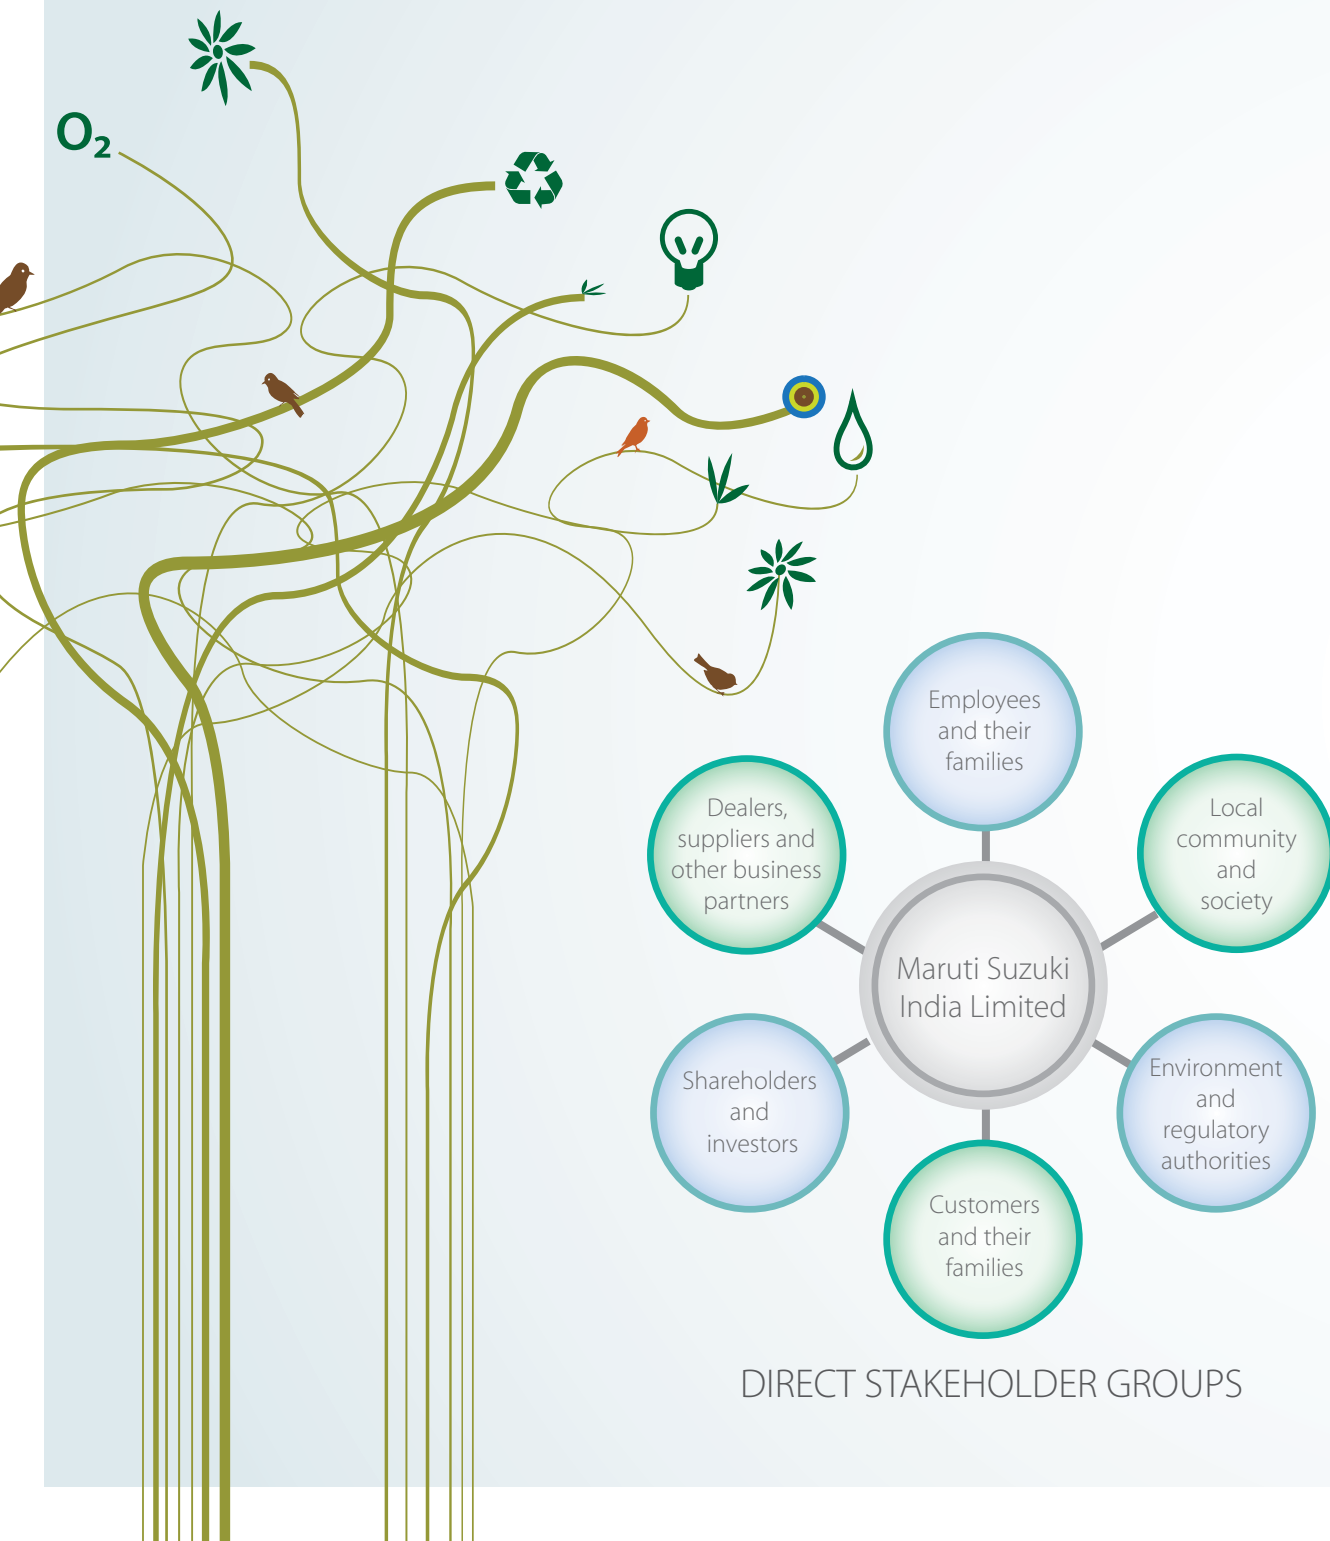 O₂
Employees
and their
families
Dealers,
suppliers and
other business
partners
Local
community
and
society
Maruti Suzuki
India Limited
Shareholders
and
investors
Environment
and
regulatory
authorities
Customers
and their
families
DIRECT STAKEHOLDER GROUPS